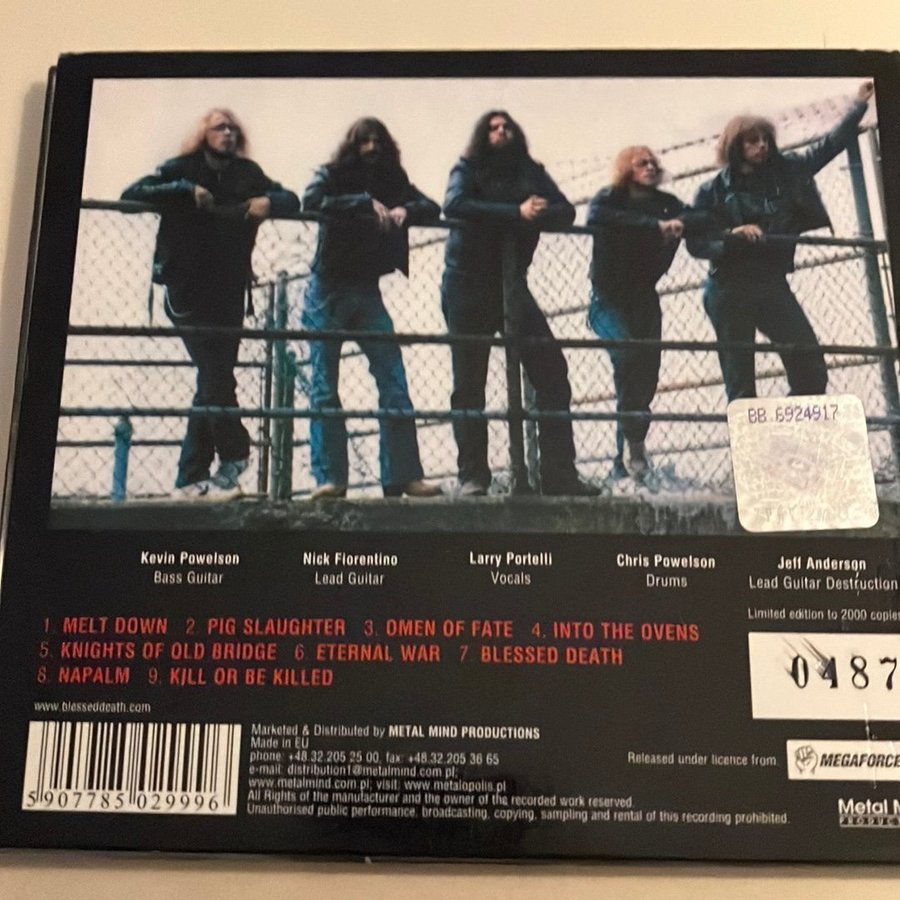 BB 6924917
Kevin Powelson Nick Fiorentino Larry Portelli Chris Powelson Jeff Anderson
Bass Guitar Lead Guitar Vocals Drums Lead Guitar Destruction
Limited edition to 2000 copies
1. MELT DOWN 2. PIG SLAUGHTER 3. OMEN OF FATE 4. INTO THE OVENS
5. KNIGHTS OF OLD BRIDGE 6. ETERNAL WAR 7. BLESSED DEATH
8. NAPALM 9. KILL OR BE KILLED
0487
www.blesseddeath.com
Marketed & Distributed by METAL MIND PRODUCTIONS
Made in EU
phone: +48.32.205 25 00, fax: +48.32.205 36 65
e-mail: distribution1@metalmind.com.pl;
www.metalmind.com.pl; visit: www.metalopolis.pl
All Rights of the manufacturer and the owner of the recorded work reserved.
Unauthorised public performance, broadcasting, copying, sampling and rental of this recording prohibited.
5 907785 029996
Released under licence from
MEGAFORCE
Metal M